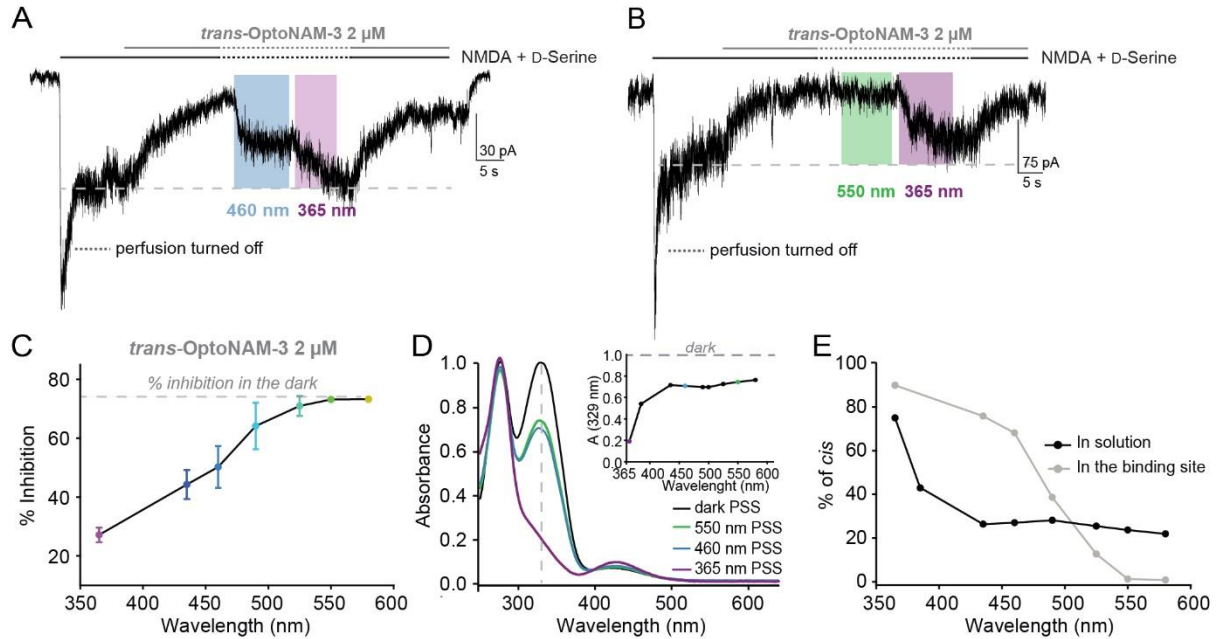 A
trans-OptoNAM-3 2 µM
NMDA + D-Serine
30 pA
5 s
460 nm
365 nm
perfusion turned off
B
trans-OptoNAM-3 2 µM
NMDA + D-Serine
75 pA
5 s
550 nm
365 nm
perfusion turned off
C
trans-OptoNAM-3 2 µM
% inhibition in the dark
% Inhibition
80
60
40
20
350 400 450 500 550 600
Wavelength (nm)
D
Absorbance
1.0
0.8
0.6
0.4
0.2
0.0
300 400 500 600
Wavelength (nm)
dark
A (329 nm)
1.0
0.8
0.6
0.4
0.2
0.0
365 400 450 500 550 600
Wavelenght (nm)
dark PSS
550 nm PSS
460 nm PSS
365 nm PSS
E
% of cis
100
80
60
40
20
0
In solution
In the binding site
350 400 450 500 550 600
Wavelength (nm)